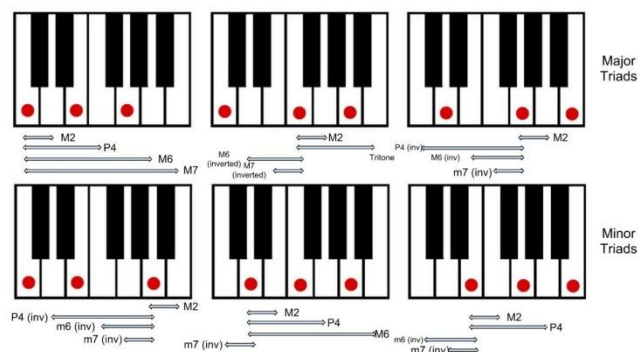 Major
Triads
M2
P4
M6
M7
M2
M6
(inverted)
M7
(inverted)
Tritone
M2
P4 (inv)
M6 (inv)
m7 (inv)
Minor
Triads
M2
P4 (inv)
m6 (inv)
m7 (inv)
M2
P4
M6
m7 (inv)
M2
P4
m6 (inv)
m7 (inv)